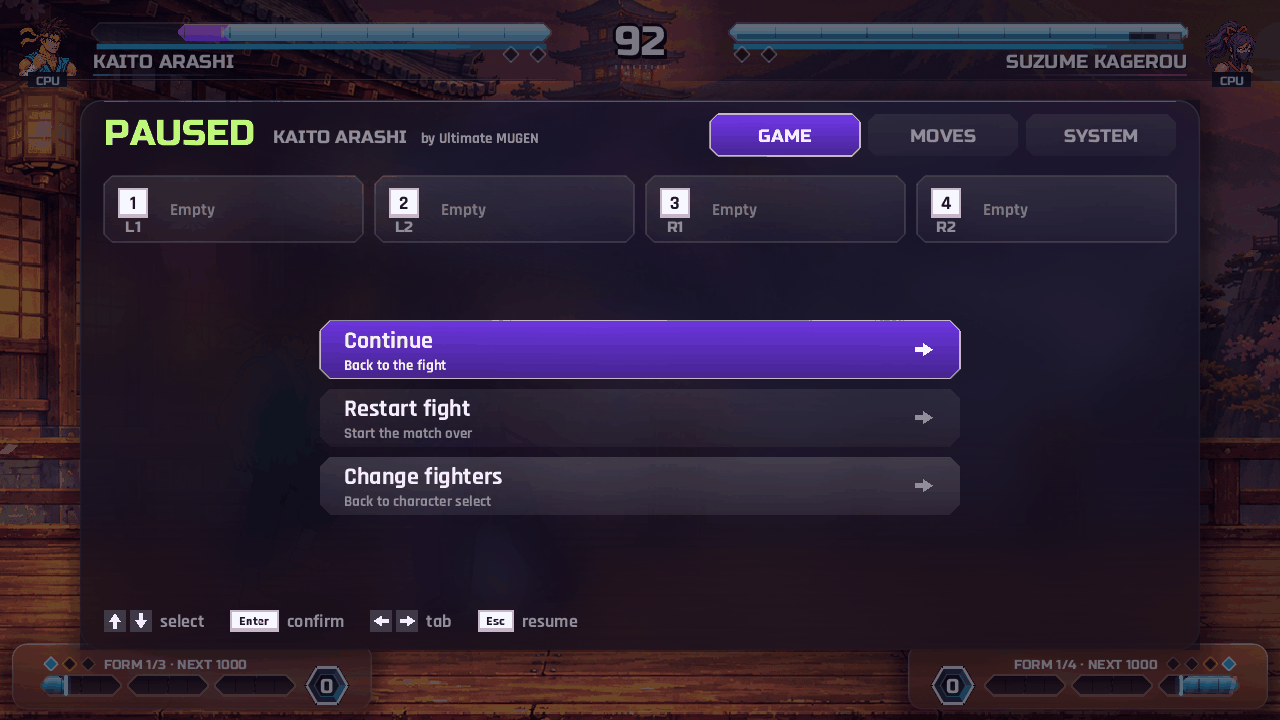 92
KAITO ARASHI
SUZUME KAGEROU
CPU
CPU
PAUSED KAITO ARASHI by Ultimate MUGEN
GAME MOVES SYSTEM
1 L1 Empty
2 L2 Empty
3 R1 Empty
4 R2 Empty
Continue
Back to the fight
Restart fight
Start the match over
Change fighters
Back to character select
select Enter confirm tab Esc resume
FORM 1/3 · NEXT 1000
0
FORM 1/4 · NEXT 1000
0